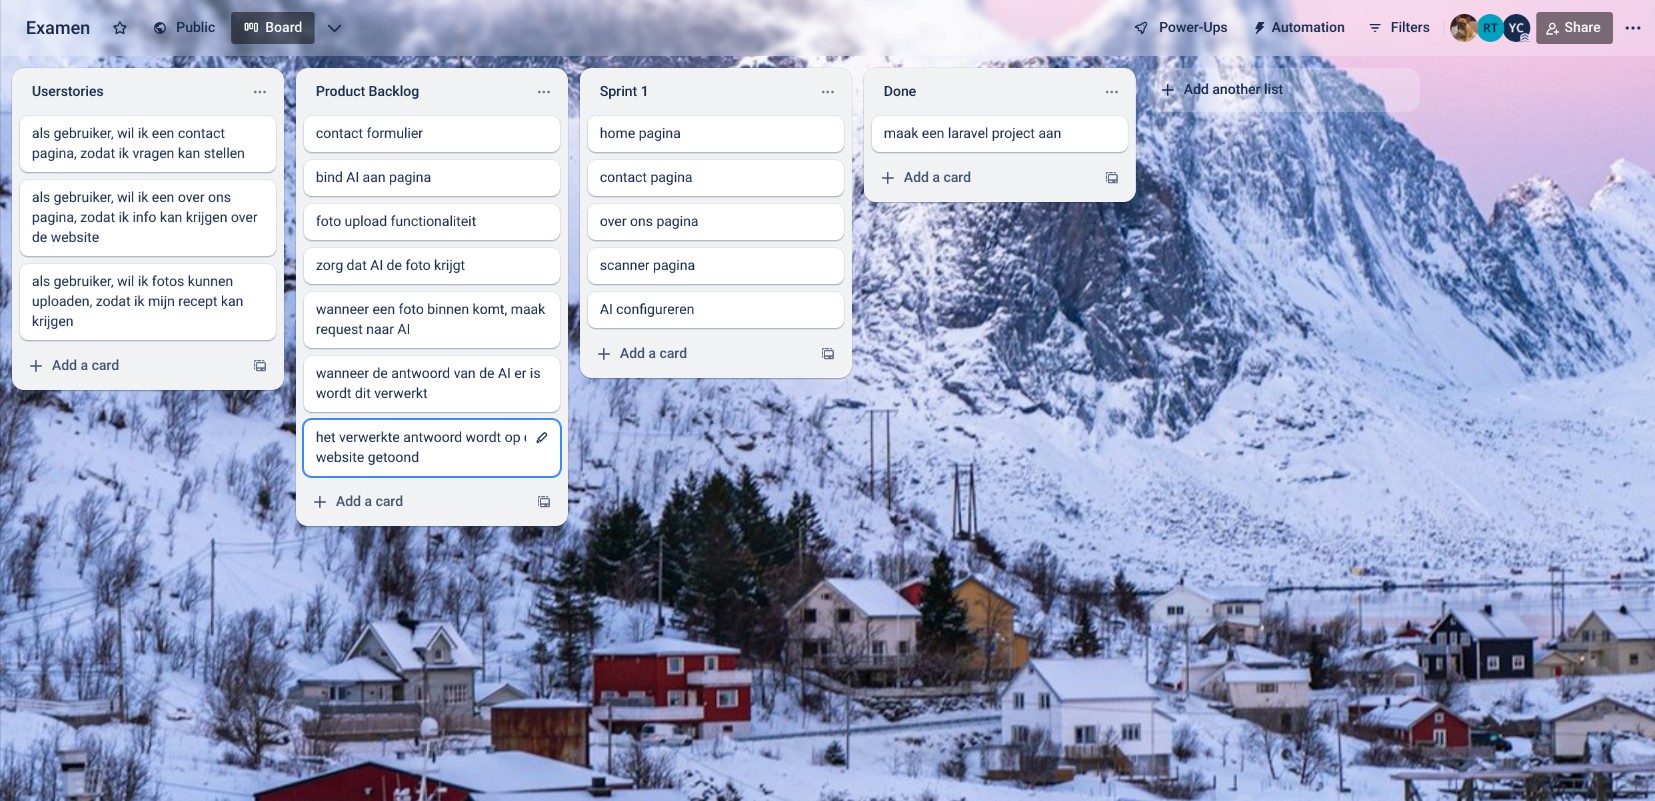 Examen
Public
Board
Power-Ups
Automation
Filters
RT
YC
Share
Userstories
als gebruiker, wil ik een contact
pagina, zodat ik vragen kan stellen
als gebruiker, wil ik een over ons
pagina, zodat ik info kan krijgen over
de website
als gebruiker, wil ik fotos kunnen
uploaden, zodat ik mijn recept kan
krijgen
Add a card
Product Backlog
contact formulier
bind AI aan pagina
foto upload functionaliteit
zorg dat AI de foto krijgt
wanneer een foto binnen komt, maak
request naar AI
wanneer de antwoord van de AI er is
wordt dit verwerkt
het verwerkte antwoord wordt op
website getoond
Add a card
Sprint 1
home pagina
contact pagina
over ons pagina
scanner pagina
AI configureren
Add a card
Done
maak een laravel project aan
Add a card
Add another list